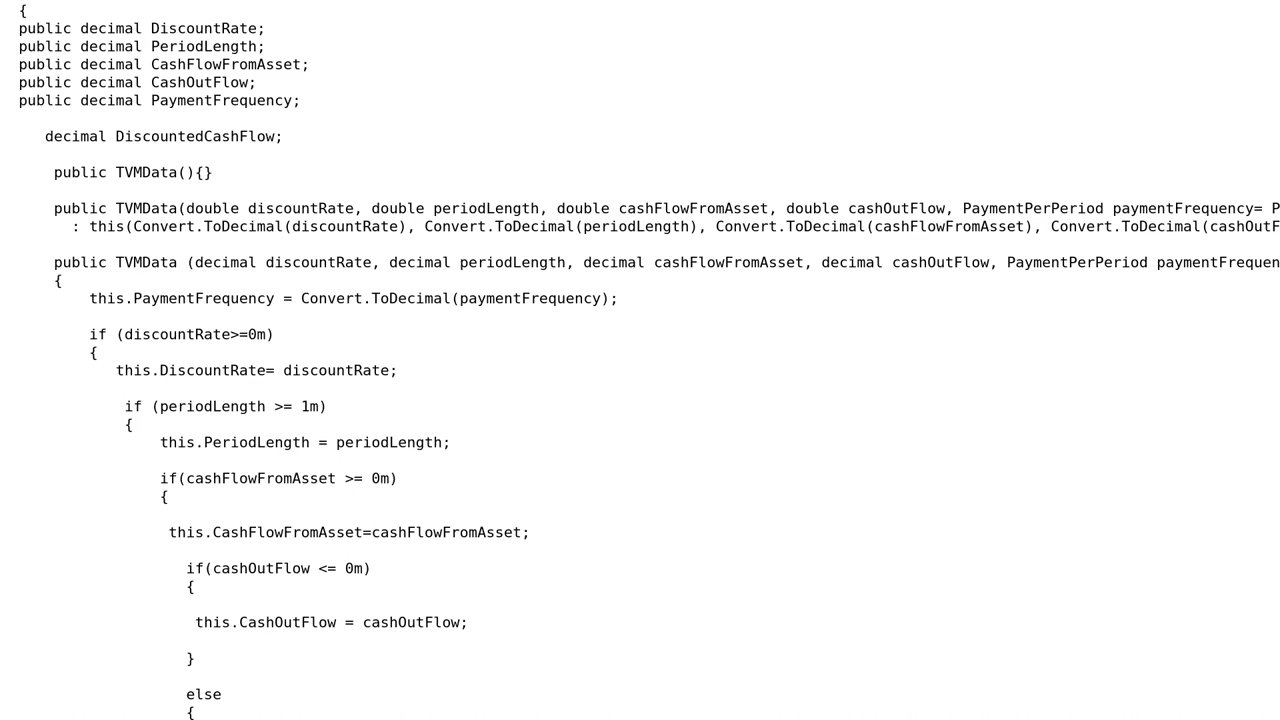 {
public decimal DiscountRate;
public decimal PeriodLength;
public decimal CashFlowFromAsset;
public decimal CashOutFlow;
public decimal PaymentFrequency;
decimal DiscountedCashFlow;
public TVMData(){}
public TVMData(double discountRate, double periodLength, double cashFlowFromAsset, double cashOutFlow, PaymentPerPeriod paymentFrequency= P
: this(Convert.ToDecimal(discountRate), Convert.ToDecimal(periodLength), Convert.ToDecimal(cashFlowFromAsset), Convert.ToDecimal(cashOutF
public TVMData (decimal discountRate, decimal periodLength, decimal cashFlowFromAsset, decimal cashOutFlow, PaymentPerPeriod paymentFrequen
{
this.PaymentFrequency = Convert.ToDecimal(paymentFrequency);
if (discountRate>=0m)
{
this.DiscountRate= discountRate;
if (periodLength >= 1m)
{
this.PeriodLength = periodLength;
if(cashFlowFromAsset >= 0m)
{
this.CashFlowFromAsset=cashFlowFromAsset;
if(cashOutFlow <= 0m)
{
this.CashOutFlow = cashOutFlow;
}
else
{